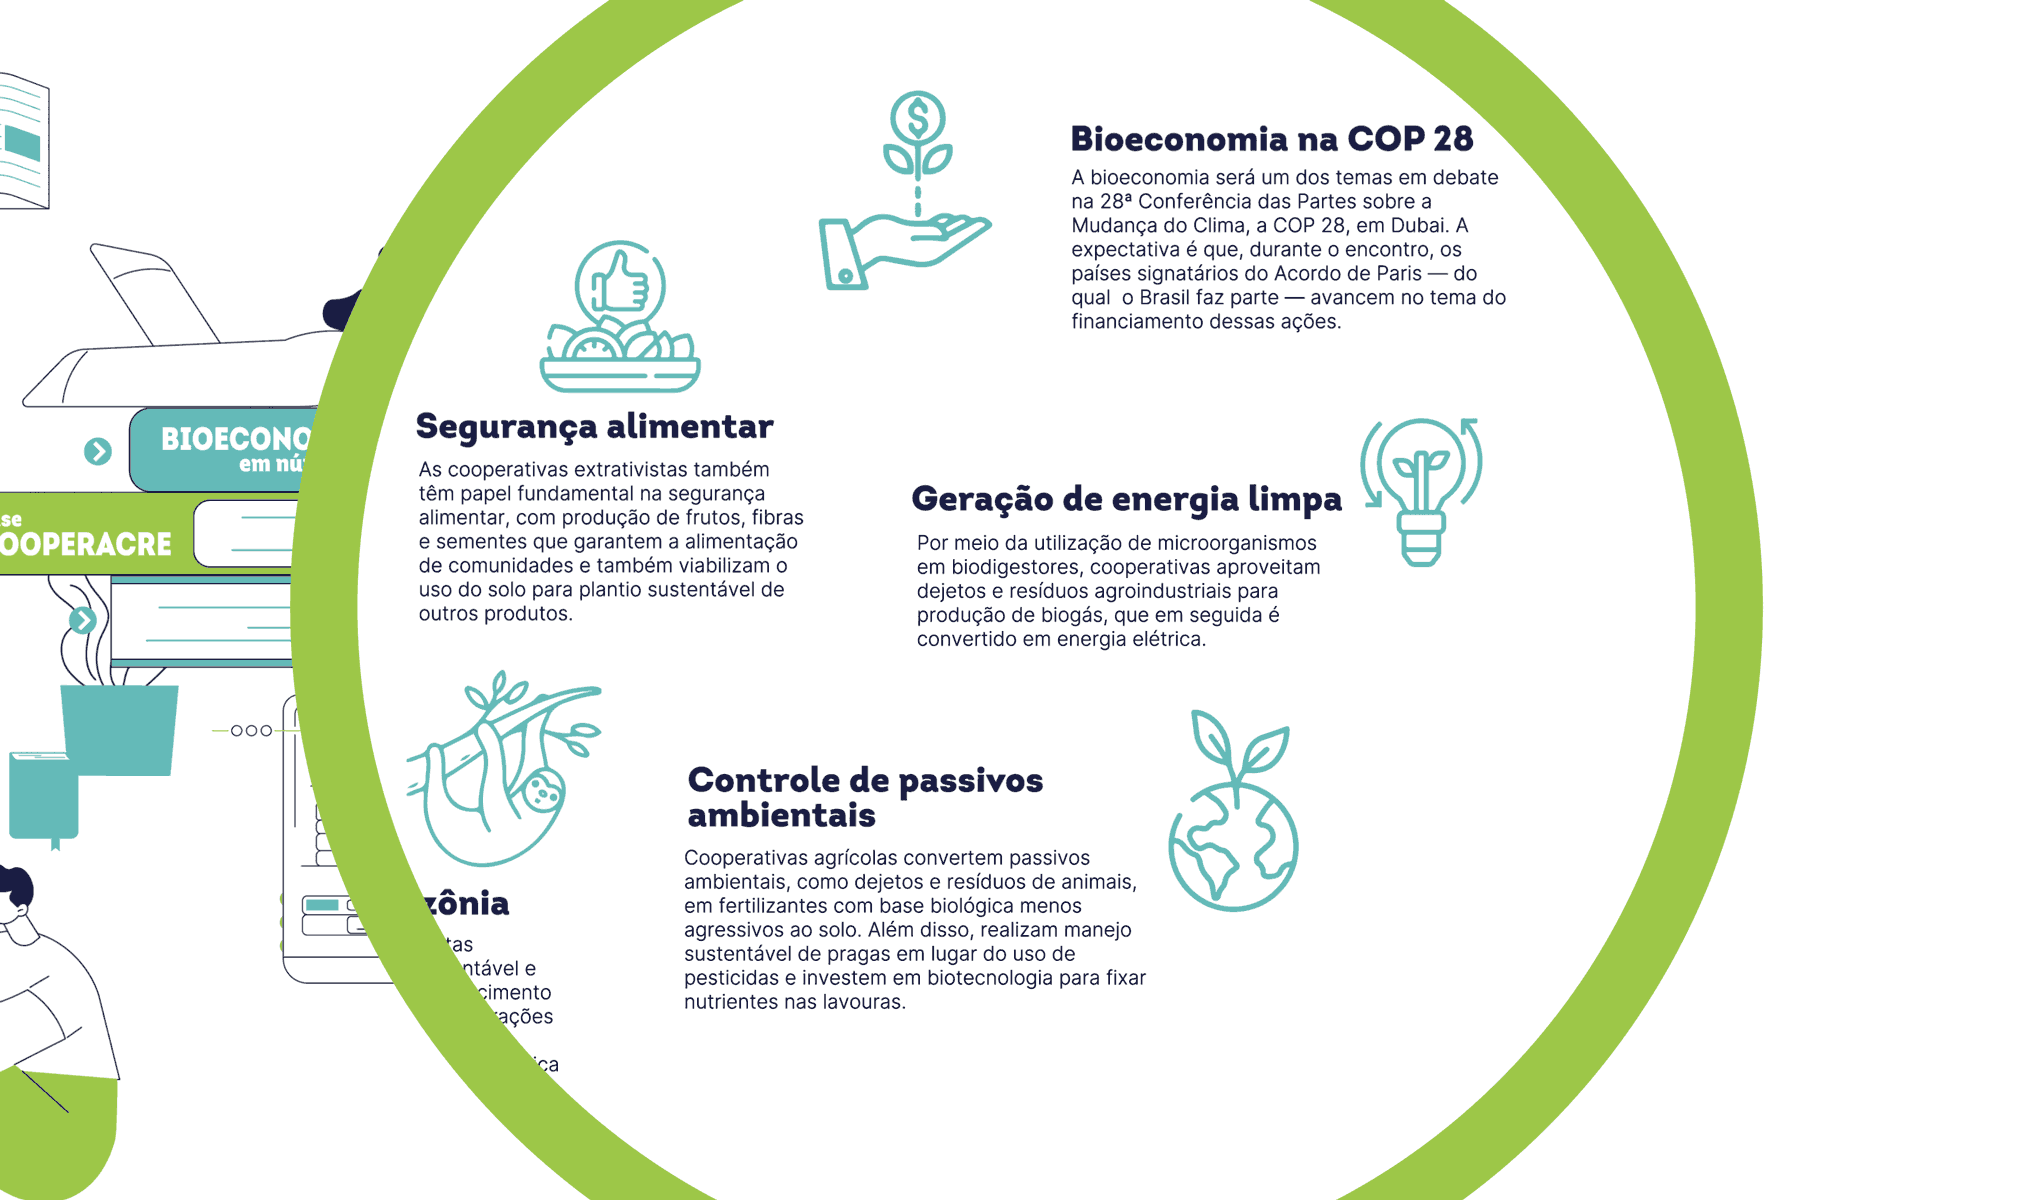 Bioeconomia na COP 28
A bioeconomia será um dos temas em debate
na 28ª Conferência das Partes sobre a
Mudança do Clima, a COP 28, em Dubai. A
expectativa é que, durante o encontro, os
países signatários do Acordo de Paris — do
qual o Brasil faz parte — avancem no tema do
financiamento dessas ações.
Segurança alimentar
As cooperativas extrativistas também
têm papel fundamental na segurança
alimentar, com produção de frutos, fibras
e sementes que garantem a alimentação
de comunidades e também viabilizam o
uso do solo para plantio sustentável de
outros produtos.
Geração de energia limpa
Por meio da utilização de microorganismos
em biodigestores, cooperativas aproveitam
dejetos e resíduos agroindustriais para
produção de biogás, que em seguida é
convertido em energia elétrica.
BIOECONO
em nú
se
OOPERACRE
Controle de passivos
ambientais
Cooperativas agrícolas convertem passivos
ambientais, como dejetos e resíduos de animais,
em fertilizantes com base biológica menos
agressivos ao solo. Além disso, realizam manejo
sustentável de pragas em lugar do uso de
pesticidas e investem em biotecnologia para fixar
nutrientes nas lavouras.
zônia
tas
ntável e
cimento
ações
ica